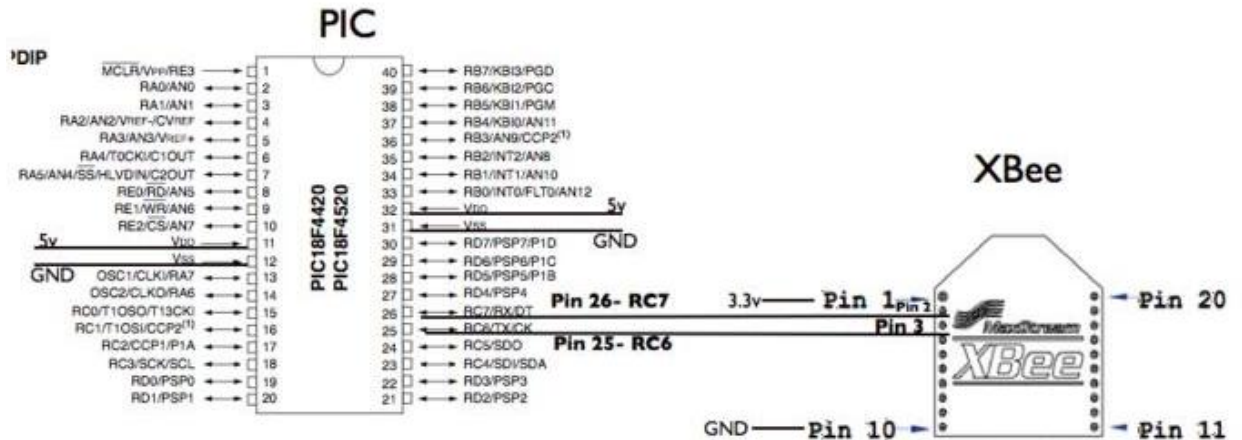 PIC
PDIP
MCLR/VPP/RE3 1
RA0/AN0 2
RA1/AN1 3
RA2/AN2/VREF-/CVREF 4
RA3/AN3/VREF+ 5
RA4/T0CKI/C1OUT 6
RA5/AN4/SS/HLVDIN/C2OUT 7
RE0/RD/AN5 8
RE1/WR/AN6 9
RE2/CS/AN7 10
5v VDD 11
GND VSS 12
OSC1/CLKI/RA7 13
OSC2/CLKO/RA6 14
RC0/T1OSO/T13CKI 15
RC1/T1OSI/CCP2(1) 16
RC2/CCP1/P1A 17
RC3/SCK/SCL 18
RD0/PSP0 19
RD1/PSP1 20
PIC18F4420
PIC18F4520
40 RB7/KBI3/PGD
39 RB6/KBI2/PGC
38 RB5/KBI1/PGM
37 RB4/KBI0/AN11
36 RB3/AN9/CCP2(1)
35 RB2/INT2/AN8
34 RB1/INT1/AN10
33 RB0/INT0/FLT0/AN12
32 VDD 5v
31 VSS GND
30 RD7/PSP7/P1D
29 RD6/PSP6/P1C
28 RD5/PSP5/P1B
27 RD4/PSP4
26 RC7/RX/DT
25 RC6/TX/CK
24 RC5/SDO
23 RC4/SDI/SDA
22 RD3/PSP3
21 RD2/PSP2
Pin 26- RC7
Pin 25- RC6
XBee
3.3v Pin 1
Pin 2
Pin 3
GND Pin 10
MaxStream
XBee
Pin 20
Pin 11